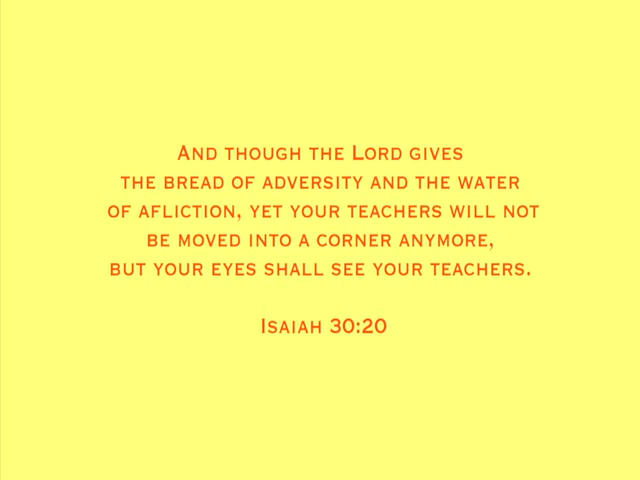 And though the Lord gives
the bread of adversity and the water
of afliction, yet your teachers will not
be moved into a corner anymore,
but your eyes shall see your teachers.
Isaiah 30:20